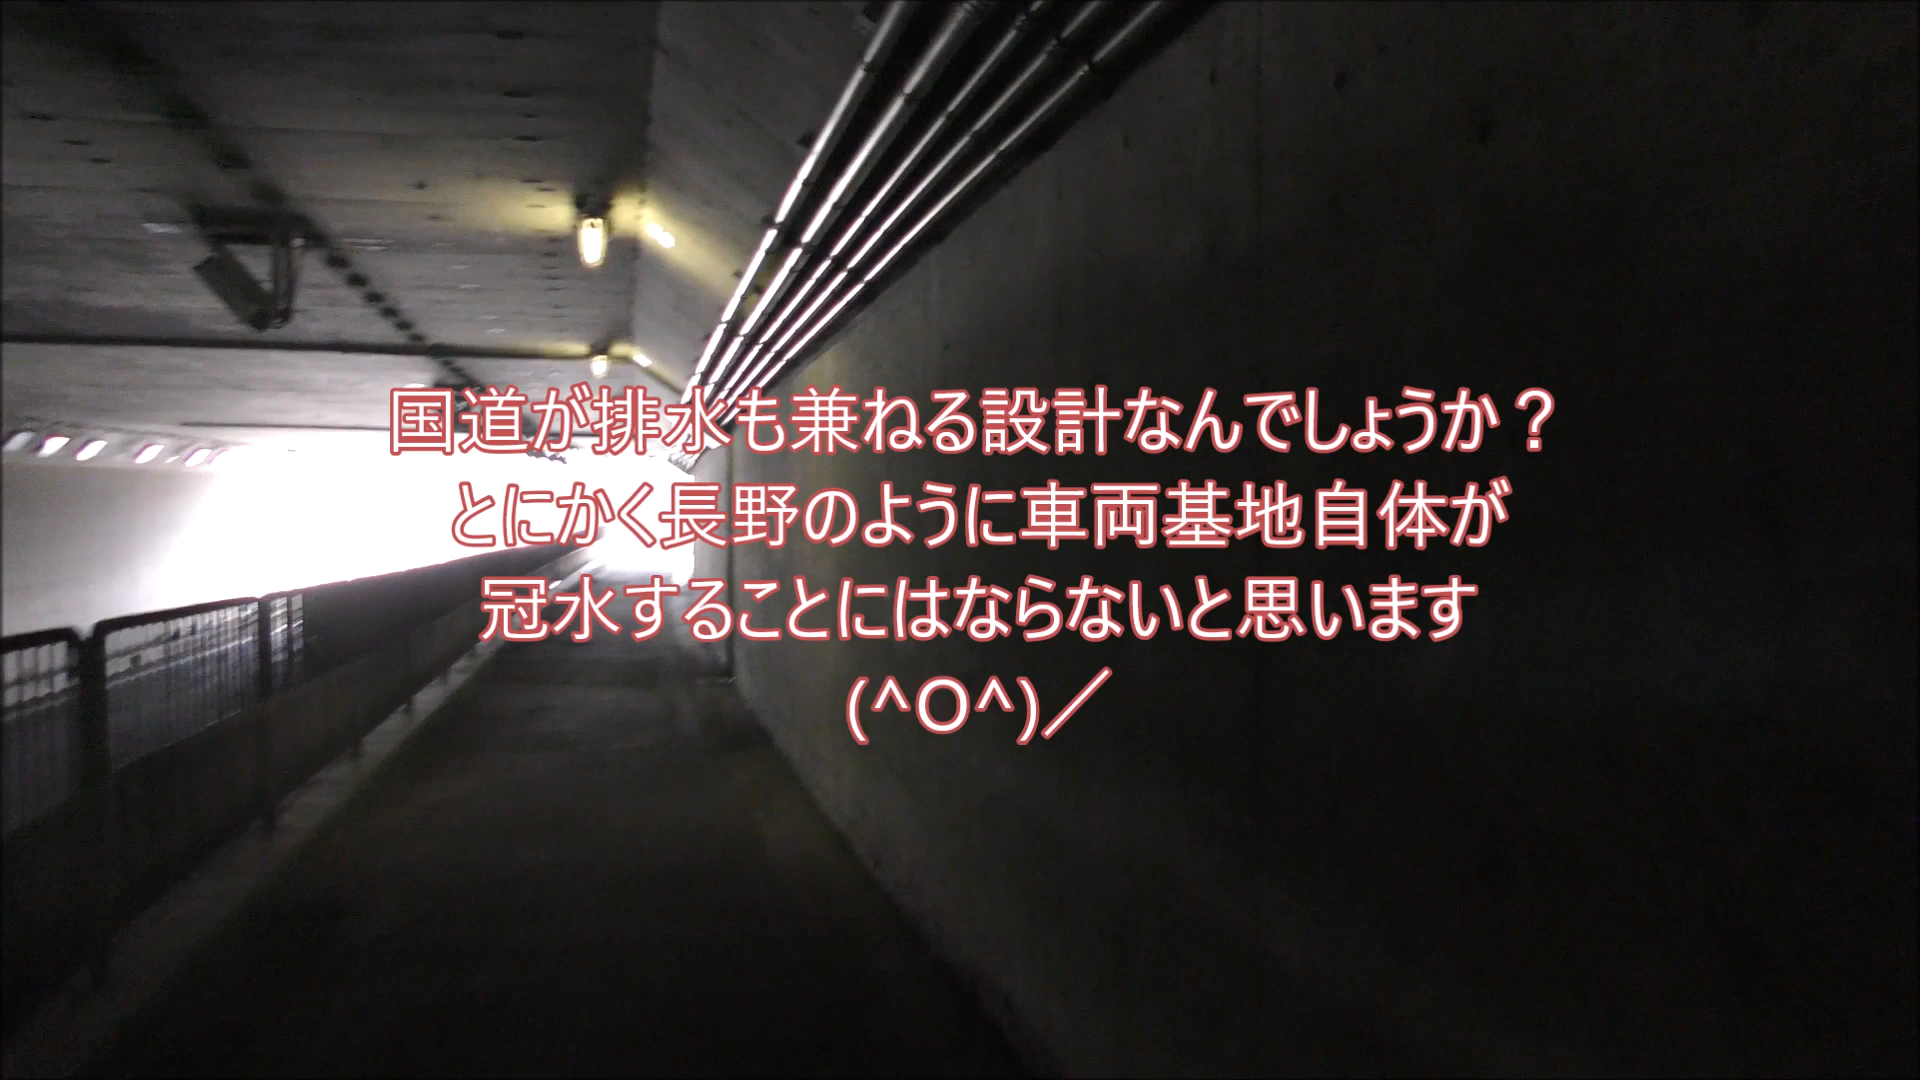 国道が排水も兼ねる設計なんでしょうか？
とにかく長野のように車両基地自体が
冠水することにはならないと思います
(^O^)／